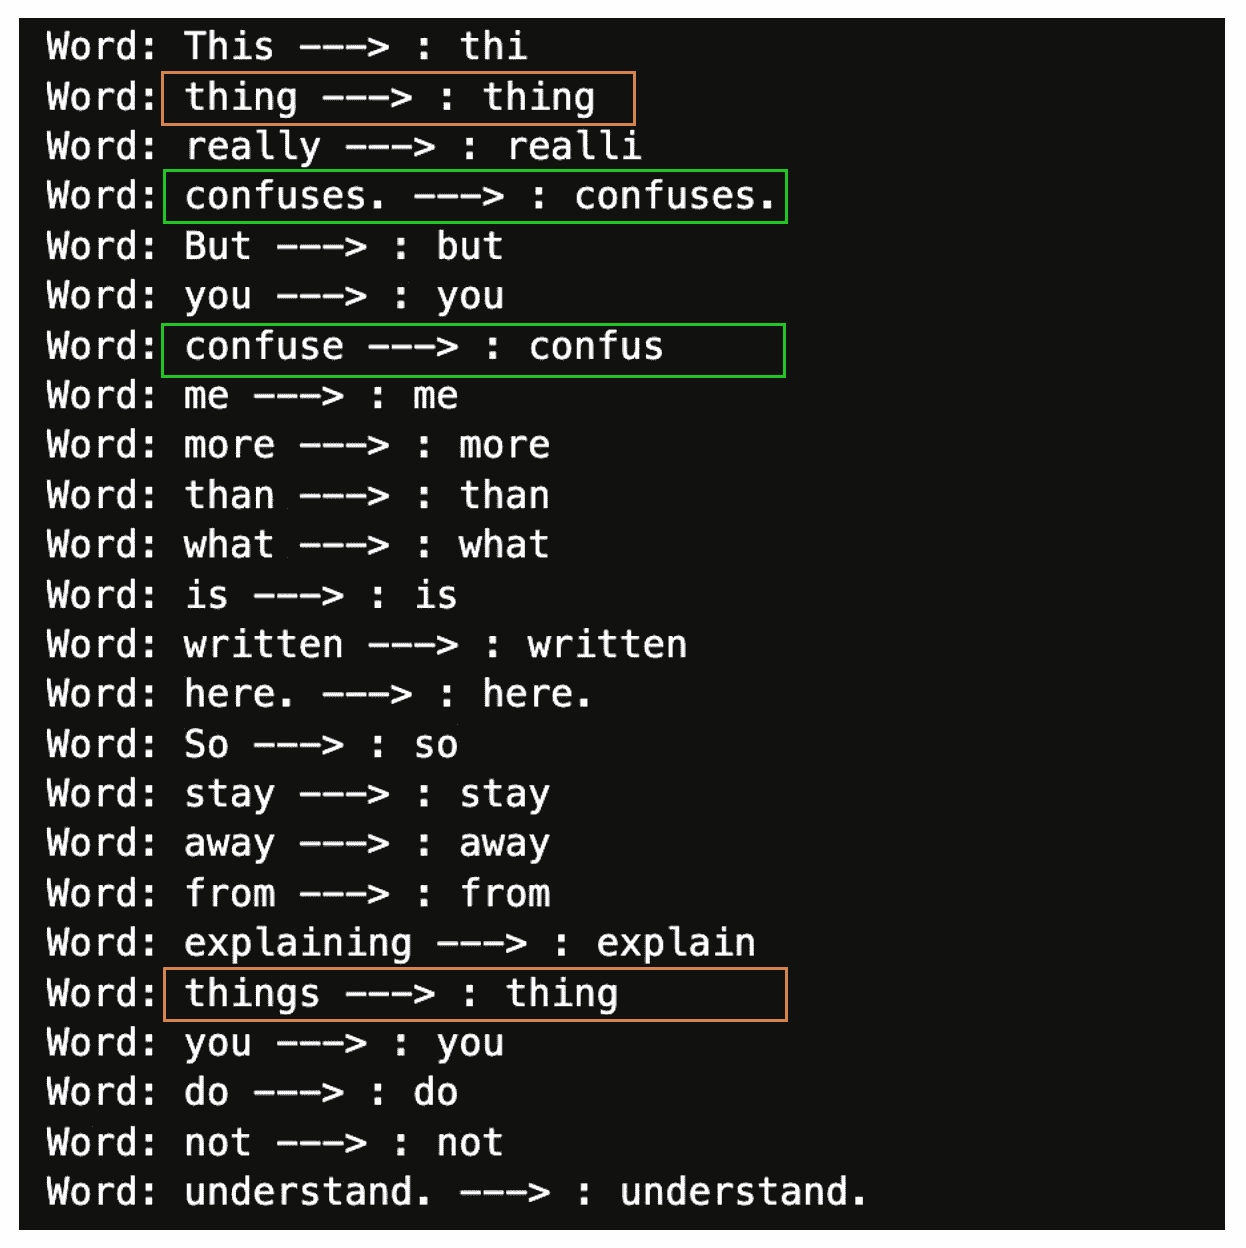 Word: This ---> : thi
Word: thing ---> : thing
Word: really ---> : realli
Word: confuses. ---> : confuses.
Word: But ---> : but
Word: you ---> : you
Word: confuse ---> : confus
Word: me ---> : me
Word: more ---> : more
Word: than ---> : than
Word: what ---> : what
Word: is ---> : is
Word: written ---> : written
Word: here. ---> : here.
Word: So ---> : so
Word: stay ---> : stay
Word: away ---> : away
Word: from ---> : from
Word: explaining ---> : explain
Word: things ---> : thing
Word: you ---> : you
Word: do ---> : do
Word: not ---> : not
Word: understand. ---> : understand.